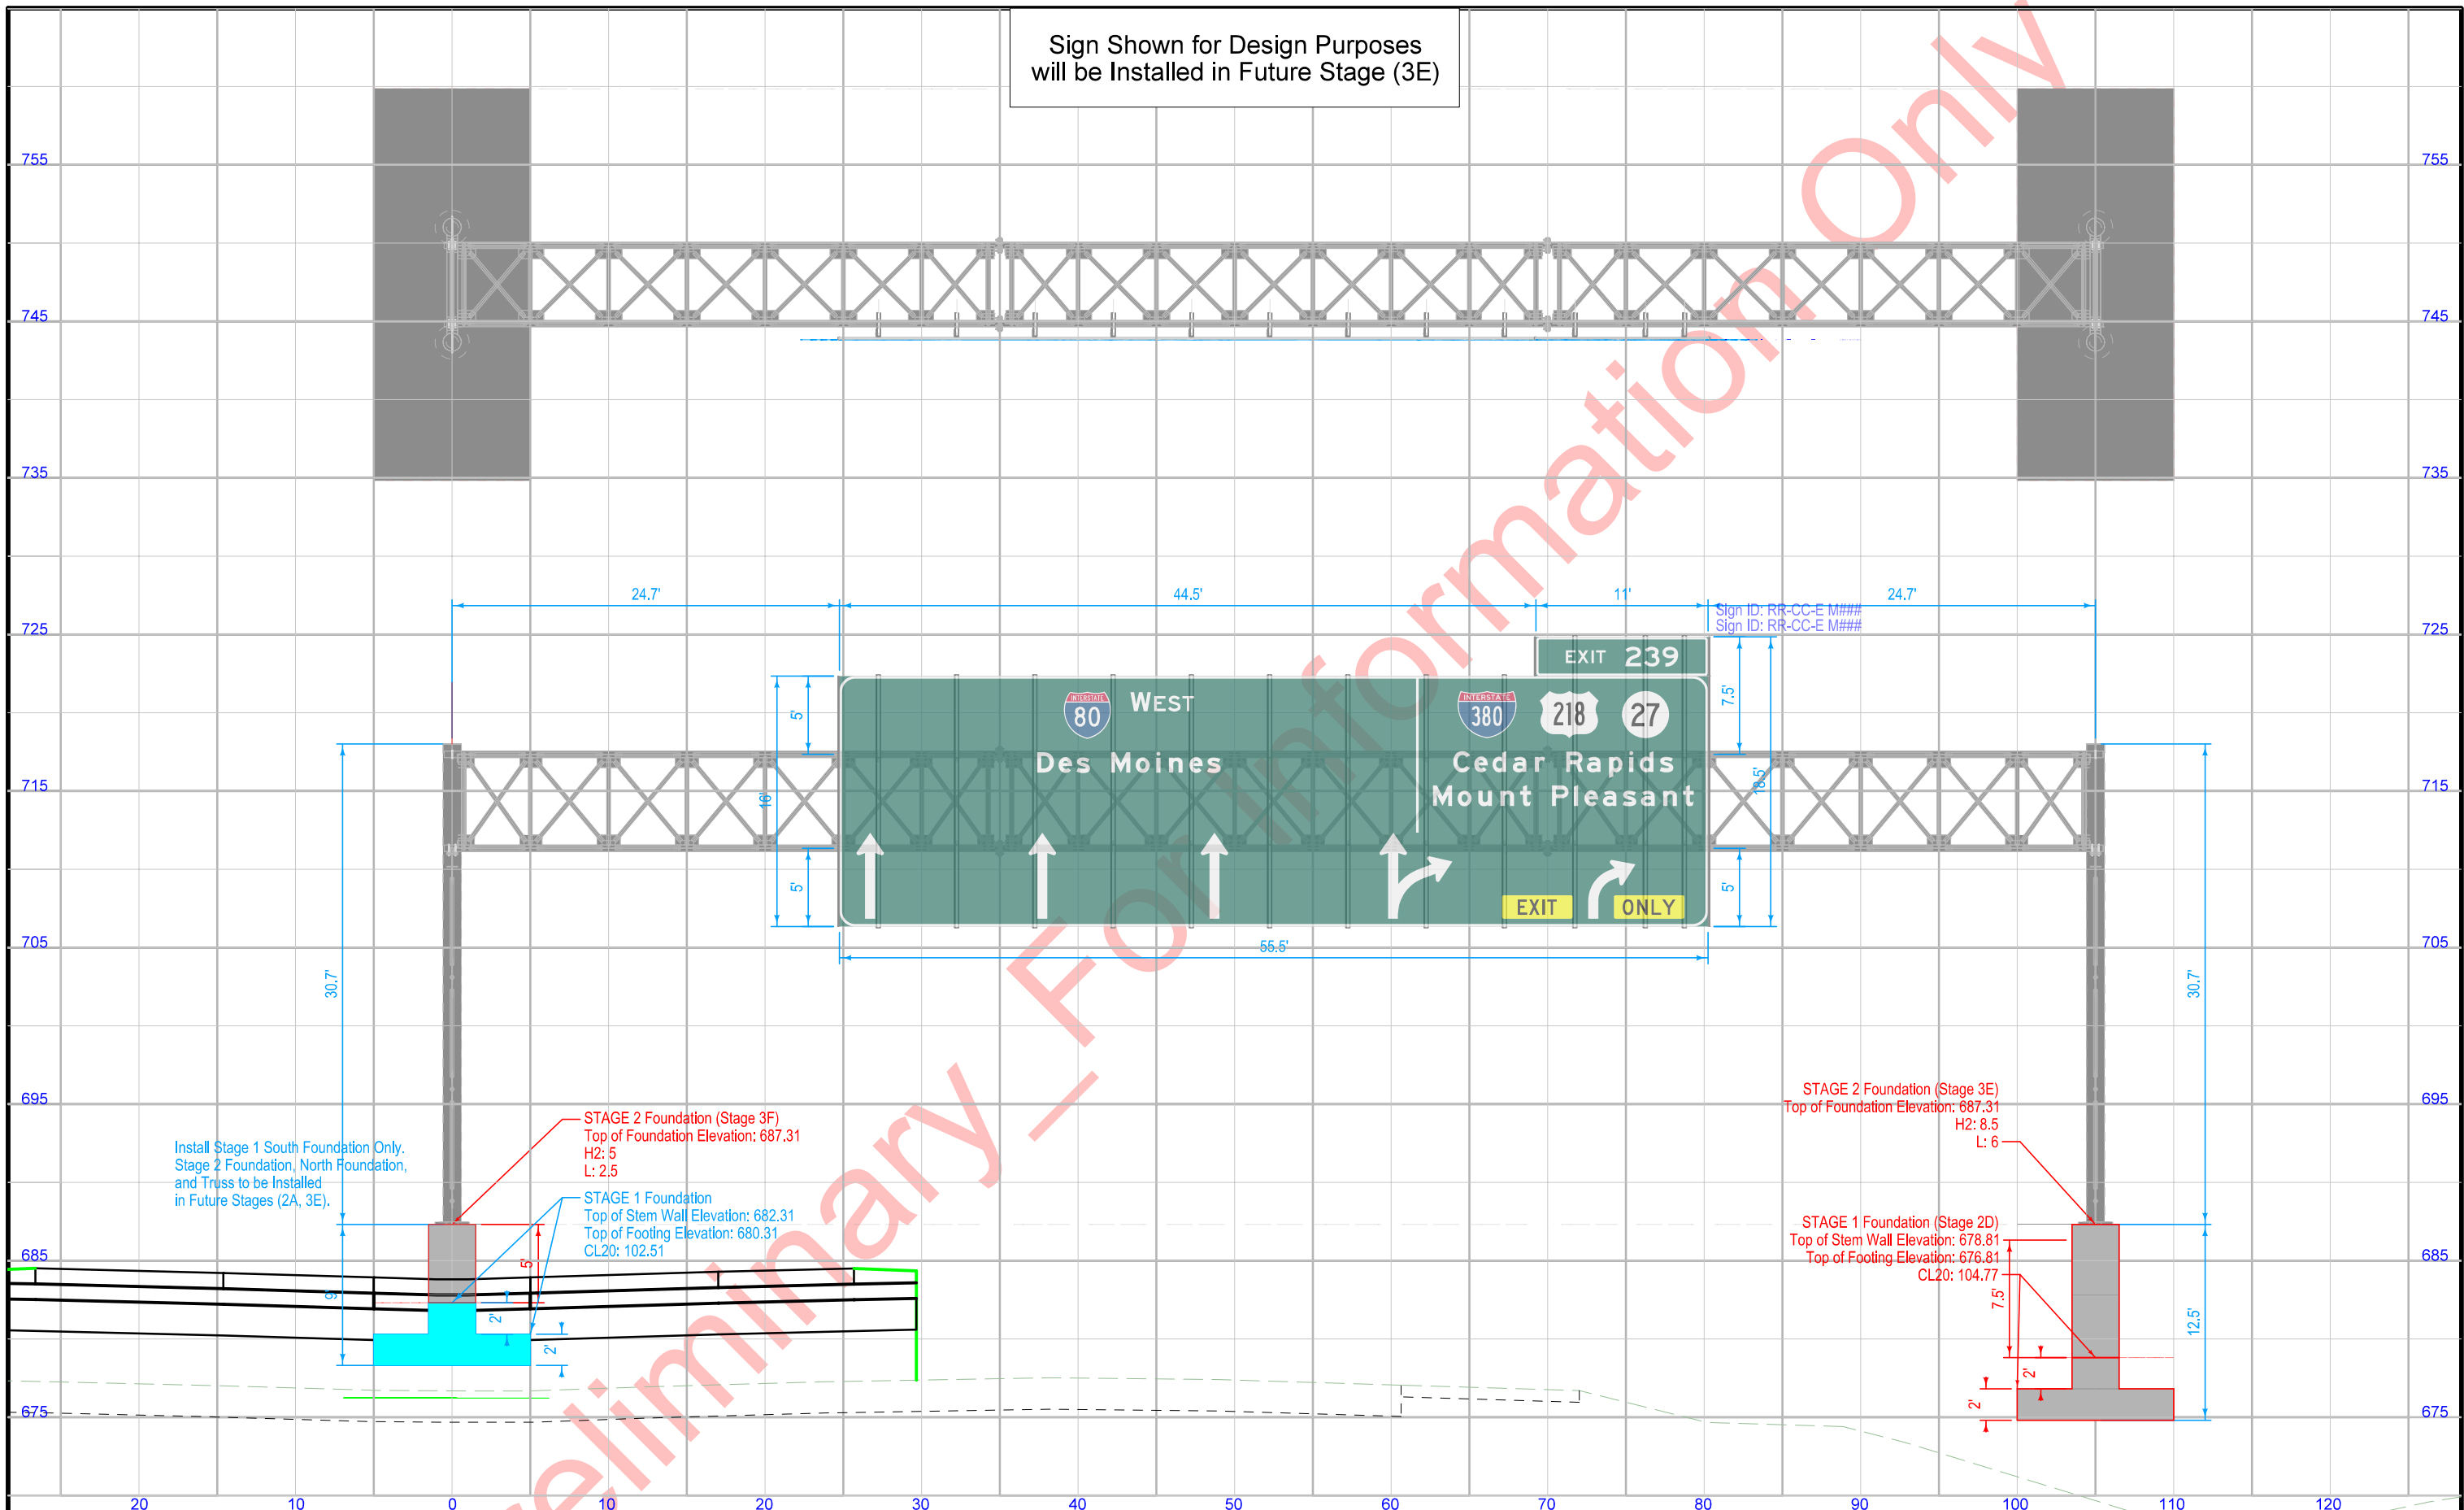 Sign Shown for Design Purposes
will be Installed in Future Stage (3E)
755
755
745
745
735
735
24.7'
44.5'
11'
24.7'
Sign ID: RR-CC-E M###
Sign ID: RR-CC-E M###
725
725
EXIT 239
7.5'
5'
INTERSTATE
80
WEST
INTERSTATE
380
218
27
Des Moines
Cedar Rapids
Mount Pleasant
16'
18.5'
715
715
5'
5'
EXIT
ONLY
705
705
55.5'
30.7'
30.7'
695
695
Install Stage 1 South Foundation Only.
Stage 2 Foundation, North Foundation,
and Truss to be Installed
in Future Stages (2A, 3E).
STAGE 2 Foundation (Stage 3F)
Top of Foundation Elevation: 687.31
H2: 5
L: 2.5
STAGE 1 Foundation
Top of Stem Wall Elevation: 682.31
Top of Footing Elevation: 680.31
CL20: 102.51
STAGE 2 Foundation (Stage 3E)
Top of Foundation Elevation: 687.31
H2: 8.5
L: 6
STAGE 1 Foundation (Stage 2D)
Top of Stem Wall Elevation: 678.81
Top of Footing Elevation: 676.81
CL20: 104.77
685
685
5'
9'
2'
2'
7.5'
12.5'
2'
2'
675
675
20
10
0
10
20
30
40
50
60
70
80
90
100
110
120
reliminary_For Information Only